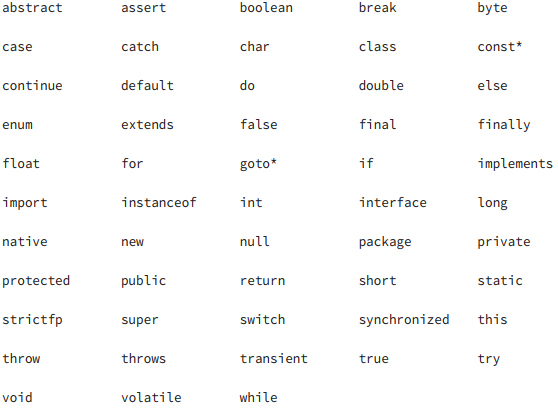 abstract assert boolean break byte
case catch char class const*
continue default do double else
enum extends false final finally
float for goto* if implements
import instanceof int interface long
native new null package private
protected public return short static
strictfp super switch synchronized this
throw throws transient true try
void volatile while